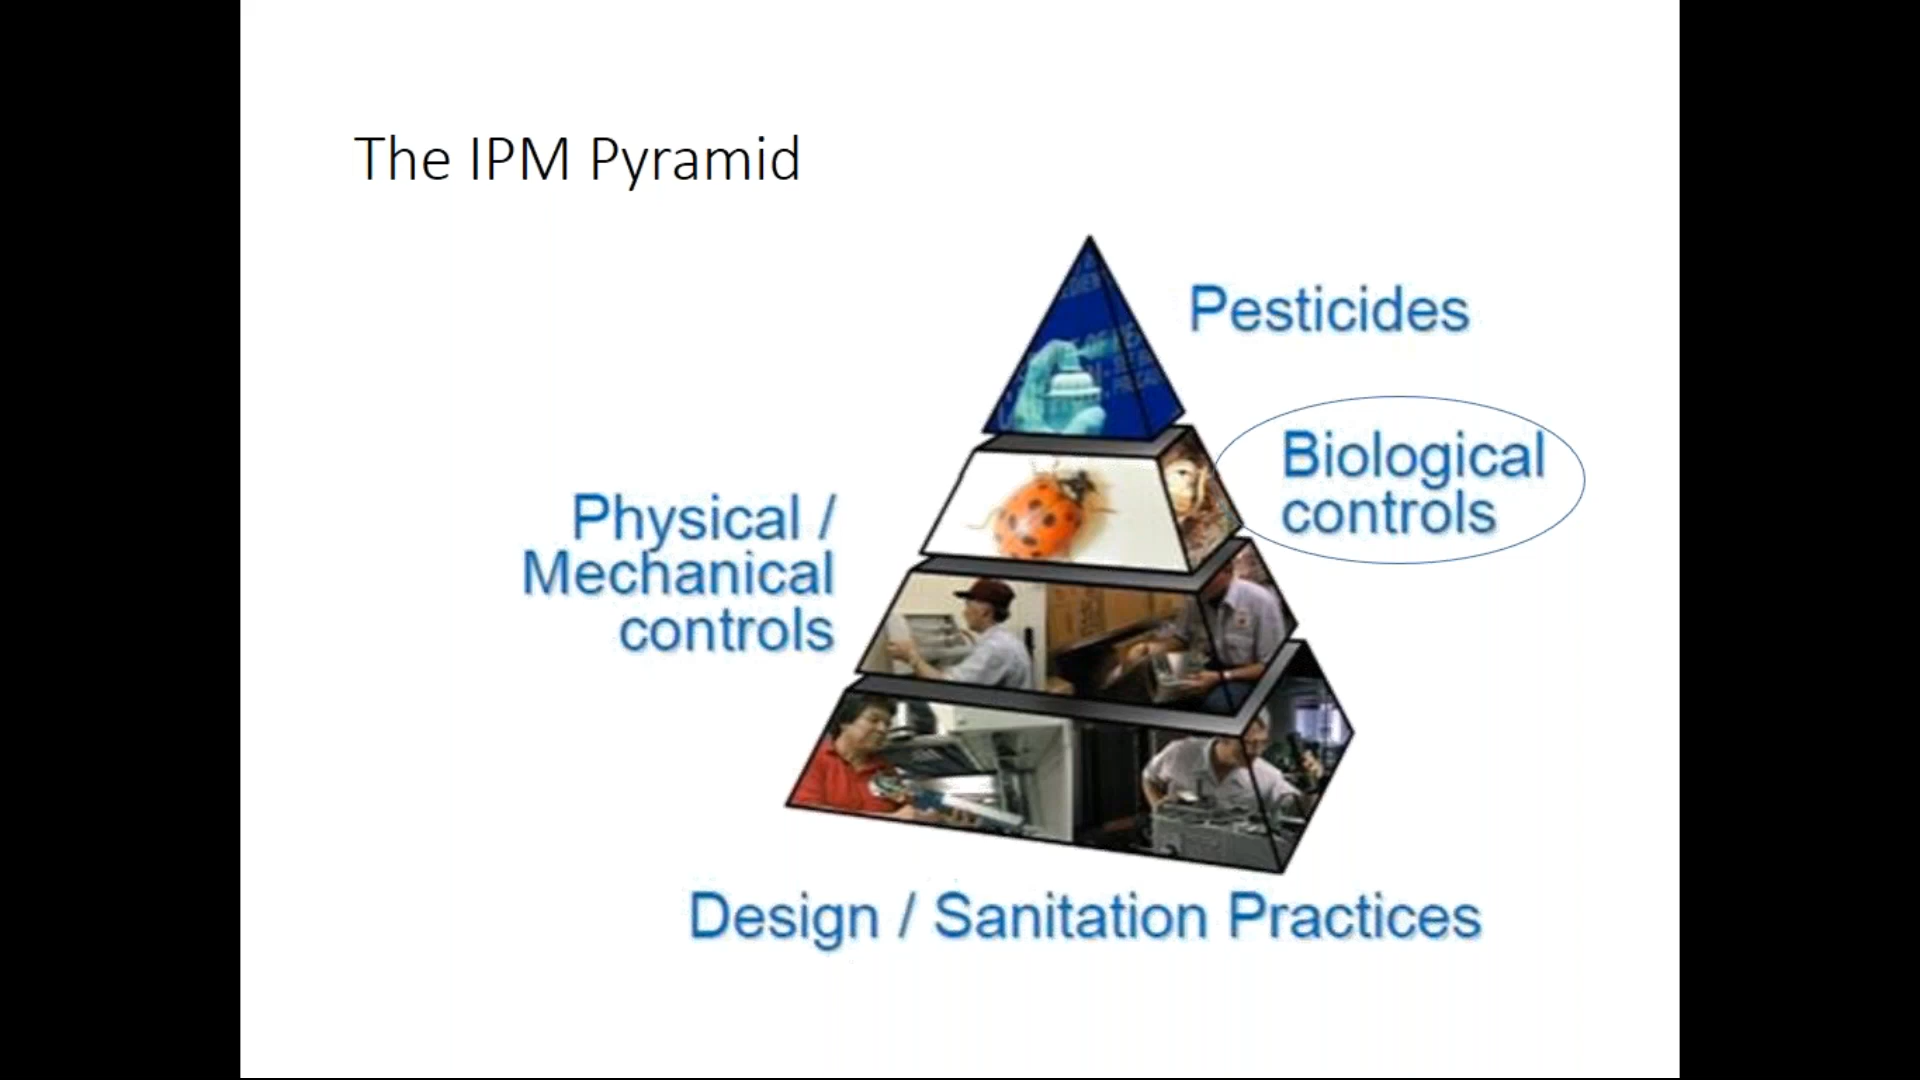 The IPM Pyramid
Pesticides
Biological
controls
Physical /
Mechanical
controls
Design / Sanitation Practices